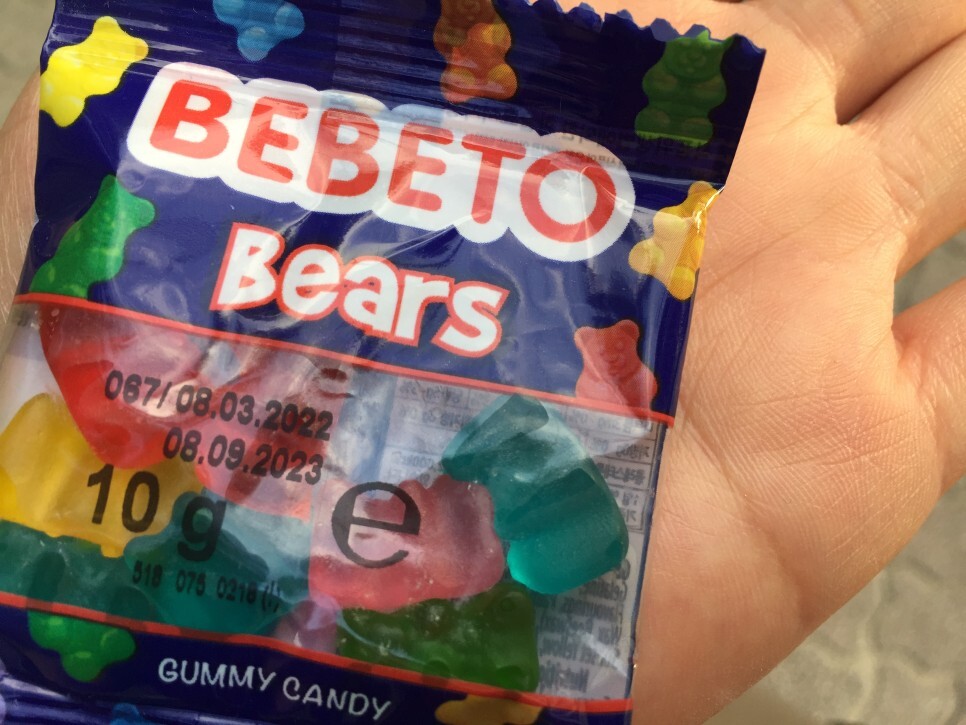 BEBETO
Bears
067/ 08.03.2022
08.09.2023
10 g e
518 075 0218 (L)
GUMMY CANDY